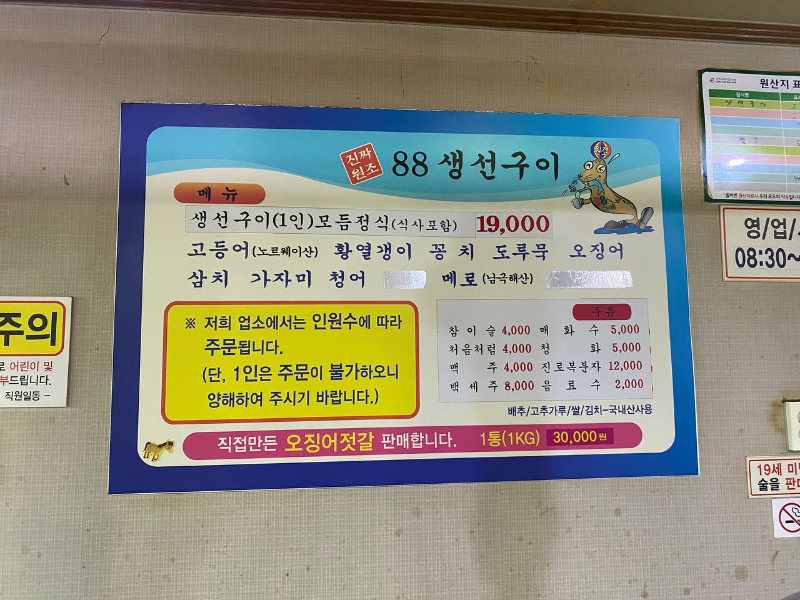 진짜
원조
88 생선구이
메뉴
생선구이(1인)모듬정식(식사포함) 19,000
고등어(노르웨이산) 황열갱이 꽁치 도루묵 오징어
삼치 가자미 청어 메로(남극해산)
※ 저희 업소에서는 인원수에 따라
주문됩니다.
(단, 1인은 주문이 불가하오니
양해하여 주시기 바랍니다.)
주류
참이슬 4,000 매화수 5,000
처음처럼 4,000 청하 5,000
맥주 4,000 진로복분자 12,000
백세주 8,000 음료수 2,000
배추/고추가루/쌀/김치-국내산사용
직접만든 오징어젓갈 판매합니다. 1통(1KG) 30,000원
주의
어린이 및
드립니다.
직원일동 -
원산지 표
영/업/
08:30~
19세 미
술을 판